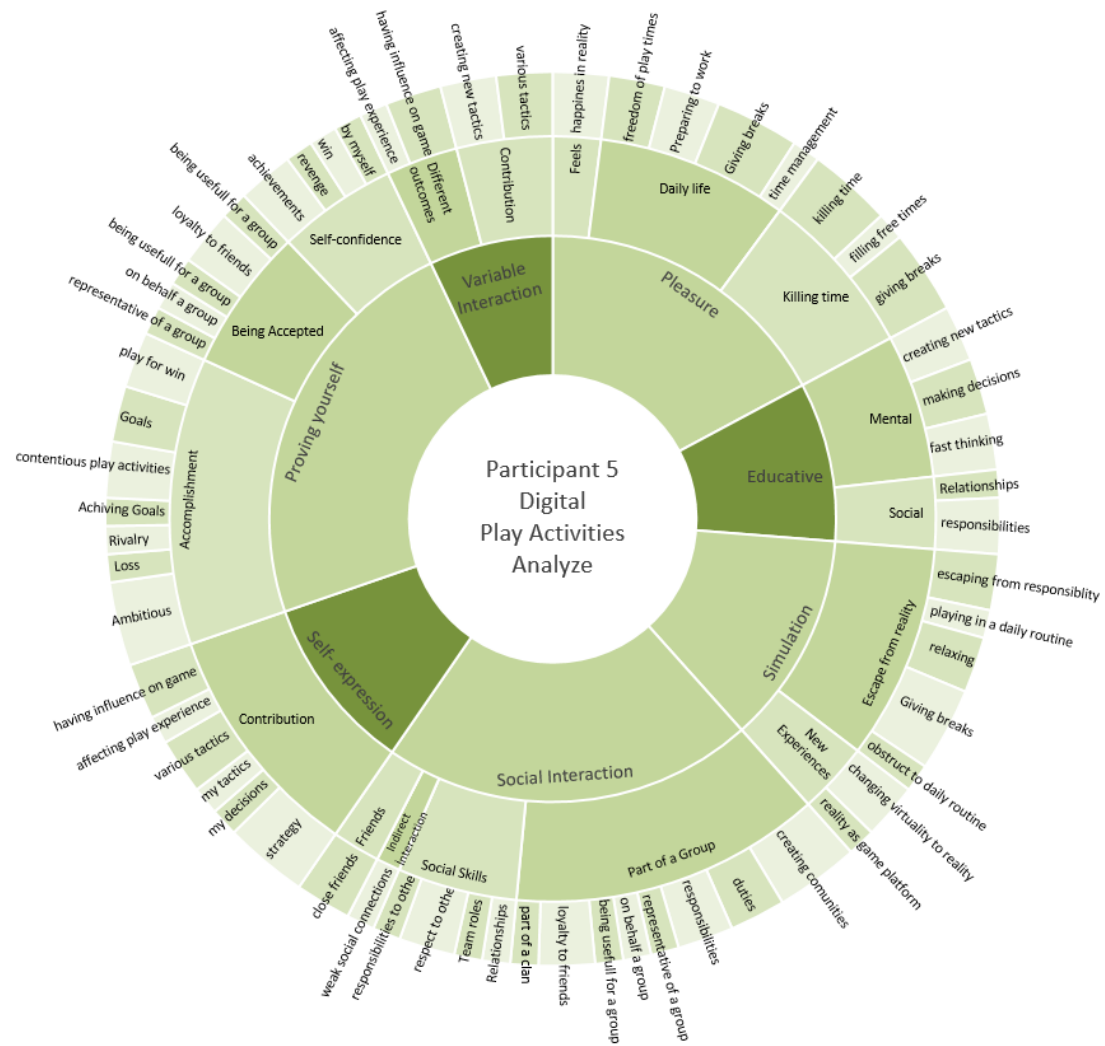 Participant 5
Digital
Play Activities
Analyze
Pleasure
Feels
happines in reality
Daily life
freedom of play times
Preparing to work
Giving breaks
Killing time
time management
killing time
filling free times
giving breaks
Educative
Mental
creating new tactics
making decisions
fast thinking
Social
Relationships
responsibilities
Simulation
Escape from reality
escaping from responsiblity
playing in a daily routine
relaxing
Giving breaks
obstruct to daily routine
New
Experiences
changing virtuality to reality
reality as game platform
Social Interaction
Part of a Group
creating comunities
duties
responsibilities
representative of a group
on behalf a group
being usefull for a group
loyalty to friends
part of a clan
Social Skills
Relationships
Team roles
respect to othe
responsibilities to othe
Indirect
Interaction
weak social connections
Friends
close friends
Self- expression
Contribution
strategy
my decisions
my tactics
various tactics
affecting play experience
having influence on game
Proving yourself
Accomplishment
Ambitious
Loss
Rivalry
Achiving Goals
contentious play activities
Goals
play for win
Being Accepted
representative of a group
on behalf a group
being usefull for a group
loyalty to friends
being usefull for a group
Self-confidence
achievements
revenge
win
by myself
Variable
Interaction
Different
outcomes
affecting play experience
having influence on game
Contribution
creating new tactics
various tactics